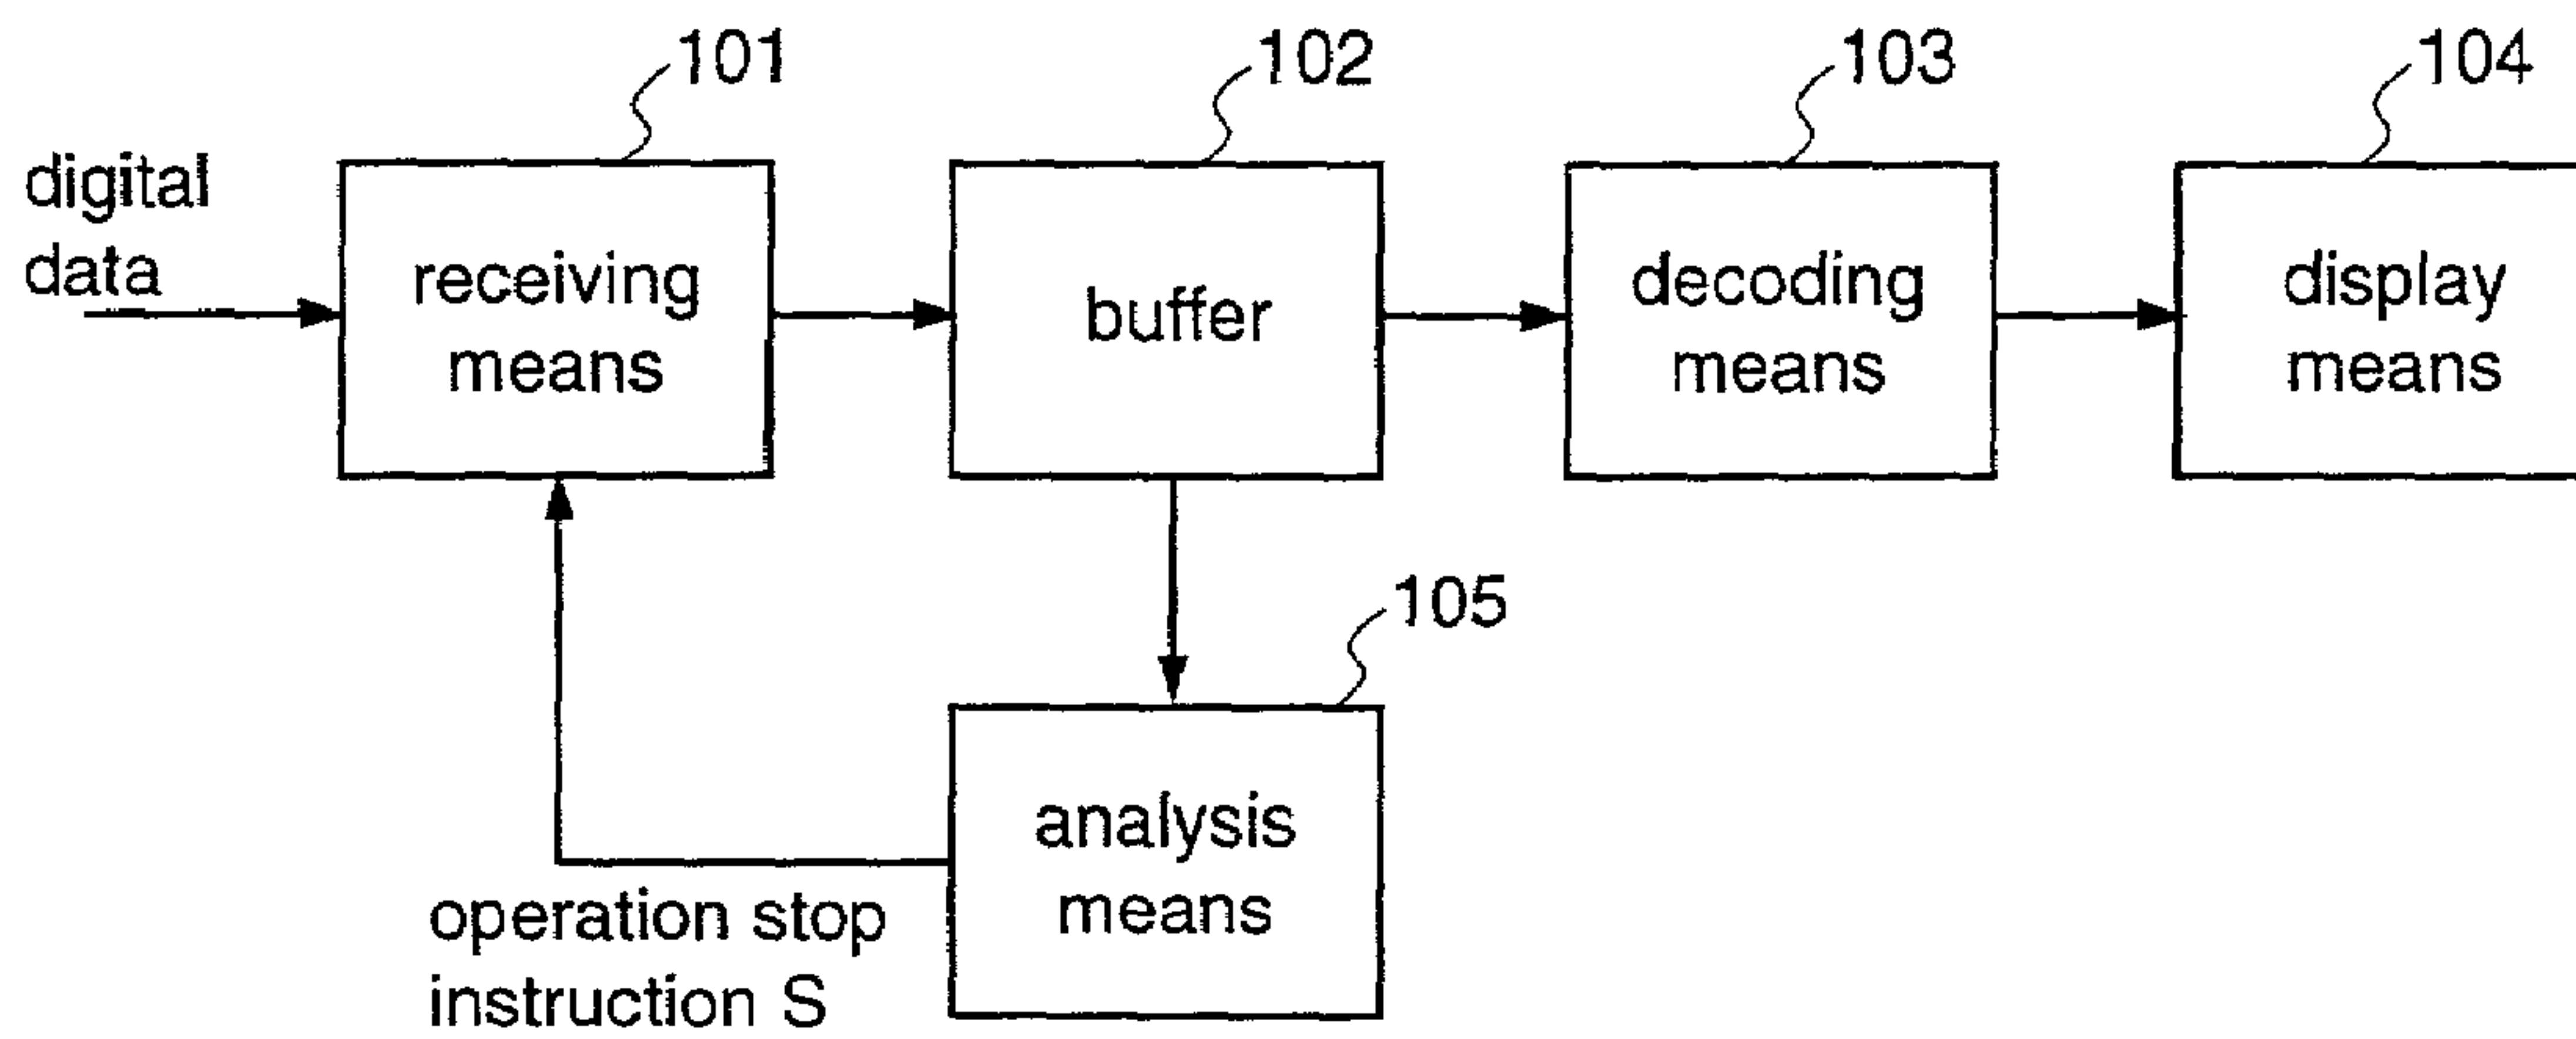 101
102
103
104
digital
data
receiving
means
buffer
decoding
means
display
means
105
analysis
means
operation stop
instruction S